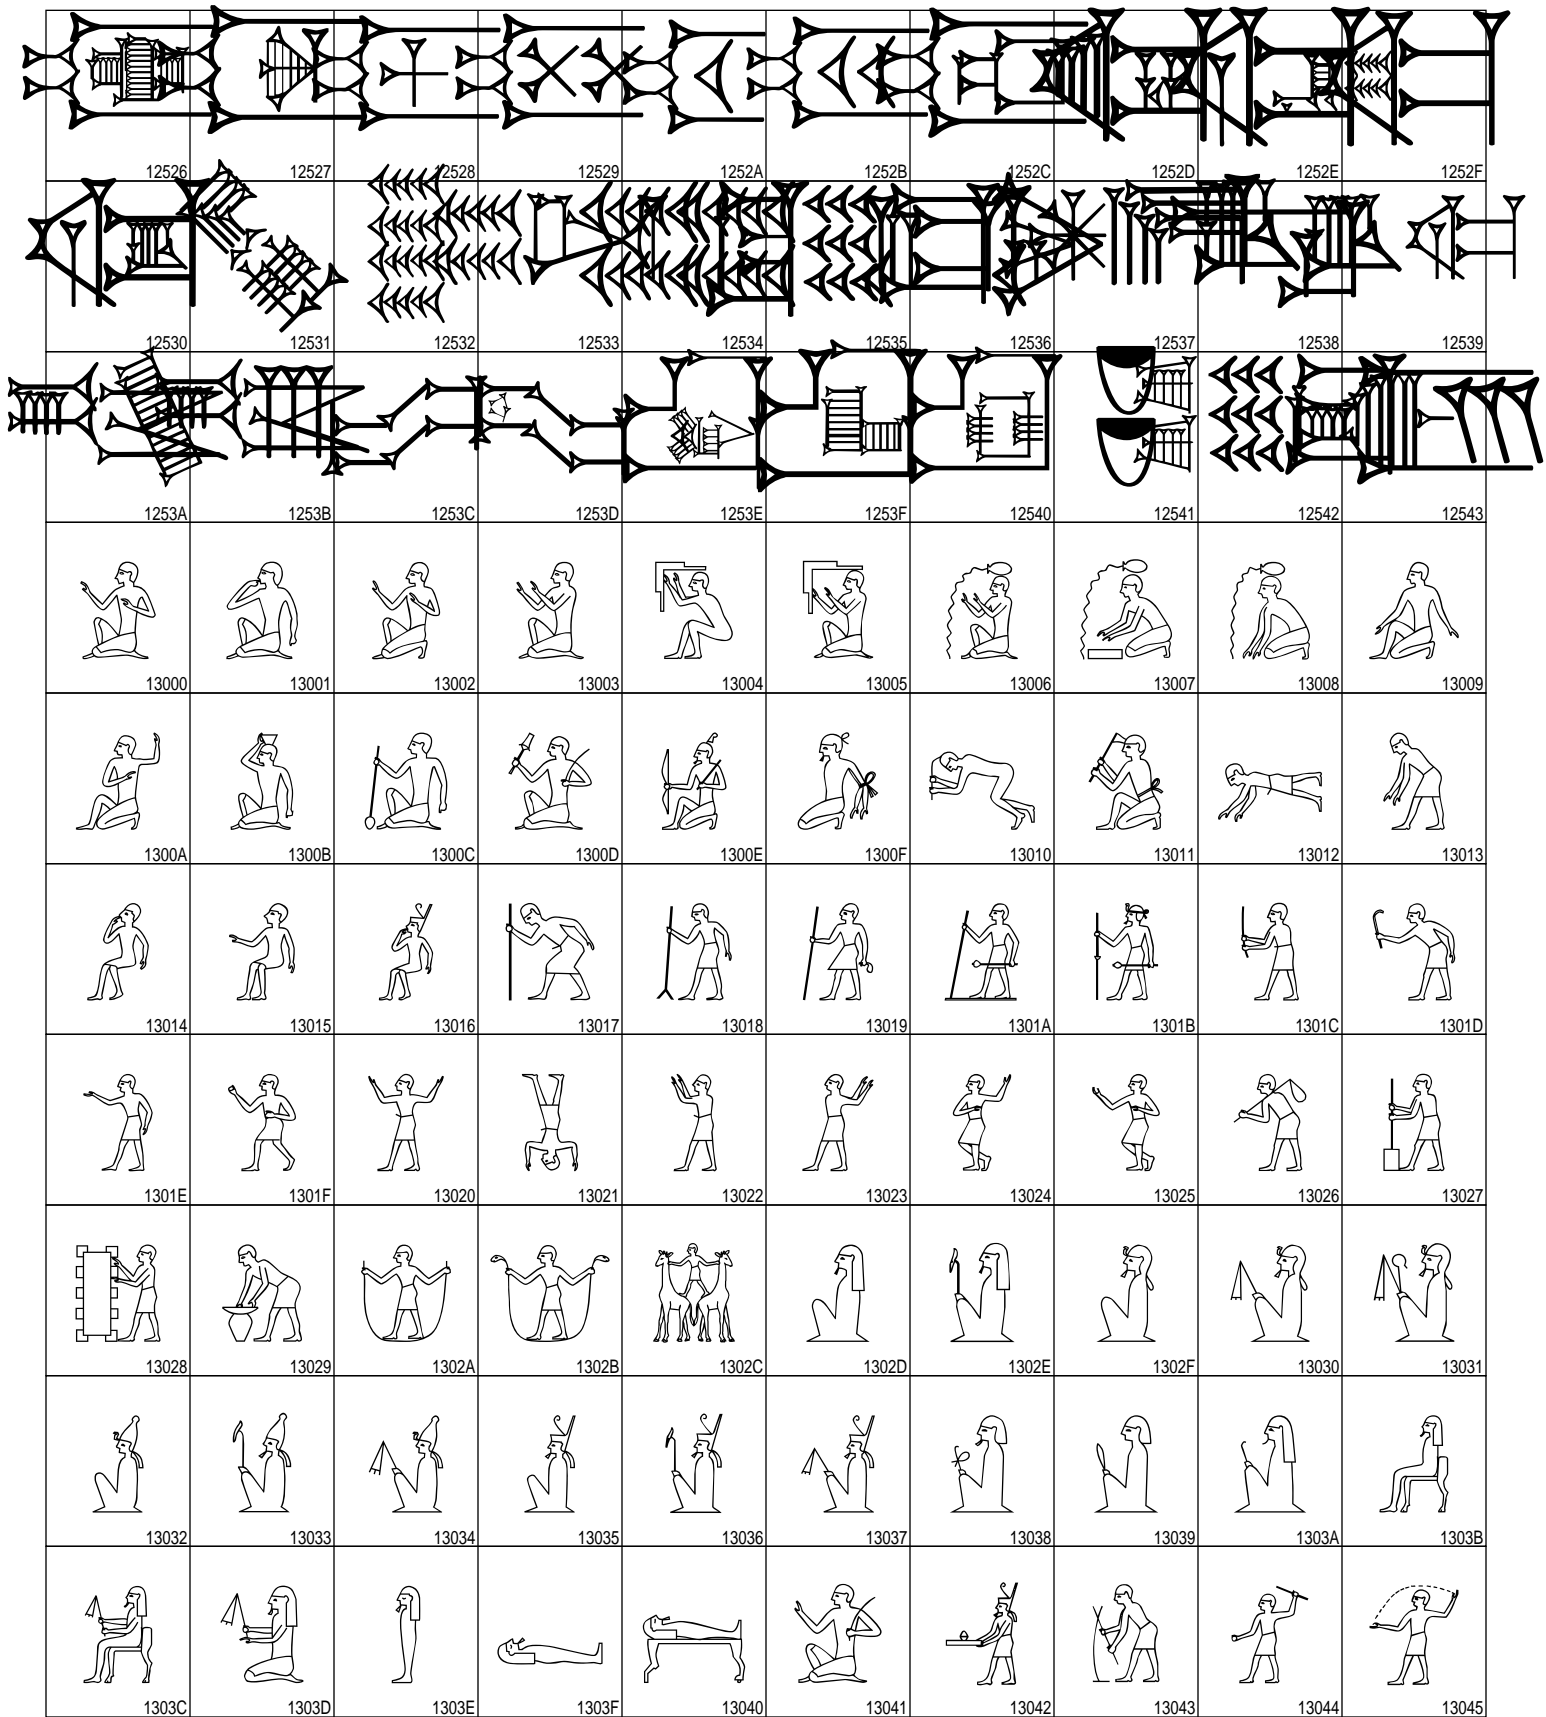 𒔦 𒔧 𒔨 𒔩 𒔪 𒔫 𒔬 𒔭 𒔮 𒔯
12526 12527 12528 12529 1252A 1252B 1252C 1252D 1252E 1252F
𒔰 𒔱 𒔲 𒔳 𒔴 𒔵 𒔶 𒔷 𒔸 𒔹
12530 12531 12532 12533 12534 12535 12536 12537 12538 12539
𒔺 𒔻 𒔼 𒔽 𒔾 𒔿 𒕀 𒕁 𒕂 𒕃
1253A 1253B 1253C 1253D 1253E 1253F 12540 12541 12542 12543
𓀀 𓀁 𓀂 𓀃 𓀄 𓀅 𓀆 𓀇 𓀈 𓀉
13000 13001 13002 13003 13004 13005 13006 13007 13008 13009
𓀊 𓀋 𓀌 𓀍 𓀎 𓀏 𓀐 𓀑 𓀒 𓀓
1300A 1300B 1300C 1300D 1300E 1300F 13010 13011 13012 13013
𓀔 𓀕 𓀖 𓀗 𓀘 𓀙 𓀚 𓀛 𓀜 𓀝
13014 13015 13016 13017 13018 13019 1301A 1301B 1301C 1301D
𓀞 𓀟 𓀠 𓀡 𓀢 𓀣 𓀤 𓀥 𓀦 𓀧
1301E 1301F 13020 13021 13022 13023 13024 13025 13026 13027
𓀨 𓀩 𓀪 𓀫 𓀬 𓀭 𓀮 𓀯 𓀰 𓀱
13028 13029 1302A 1302B 1302C 1302D 1302E 1302F 13030 13031
𓀲 𓀳 𓀴 𓀵 𓀶 𓀷 𓀸 𓀹 𓀺 𓀻
13032 13033 13034 13035 13036 13037 13038 13039 1303A 1303B
𓀼 𓀽 𓀾 𓀿 𓁀 𓁁 𓁂 𓁃 𓁄 𓁅
1303C 1303D 1303E 1303F 13040 13041 13042 13043 13044 13045